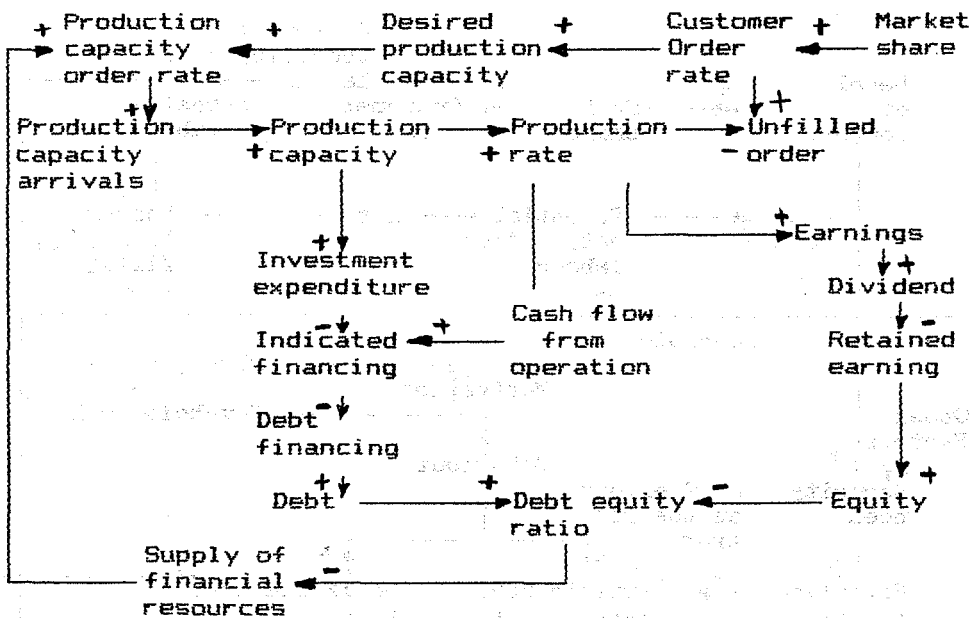 + Production
capacity
order rate
+
Desired
production
capacity
+
Customer
Order
rate
+
Market
share
+
Production
capacity
arrivals
Production
+ capacity
Production
+ rate
+
Unfilled
- order
+
Investment
expenditure
+
Earnings
+
Dividend
-
Indicated
financing
+
Cash flow
from
operation
-
Retained
earning
-
Debt
financing
+
Debt
+
Debt equity
ratio
-
Equity +
Supply of
financial -
resources